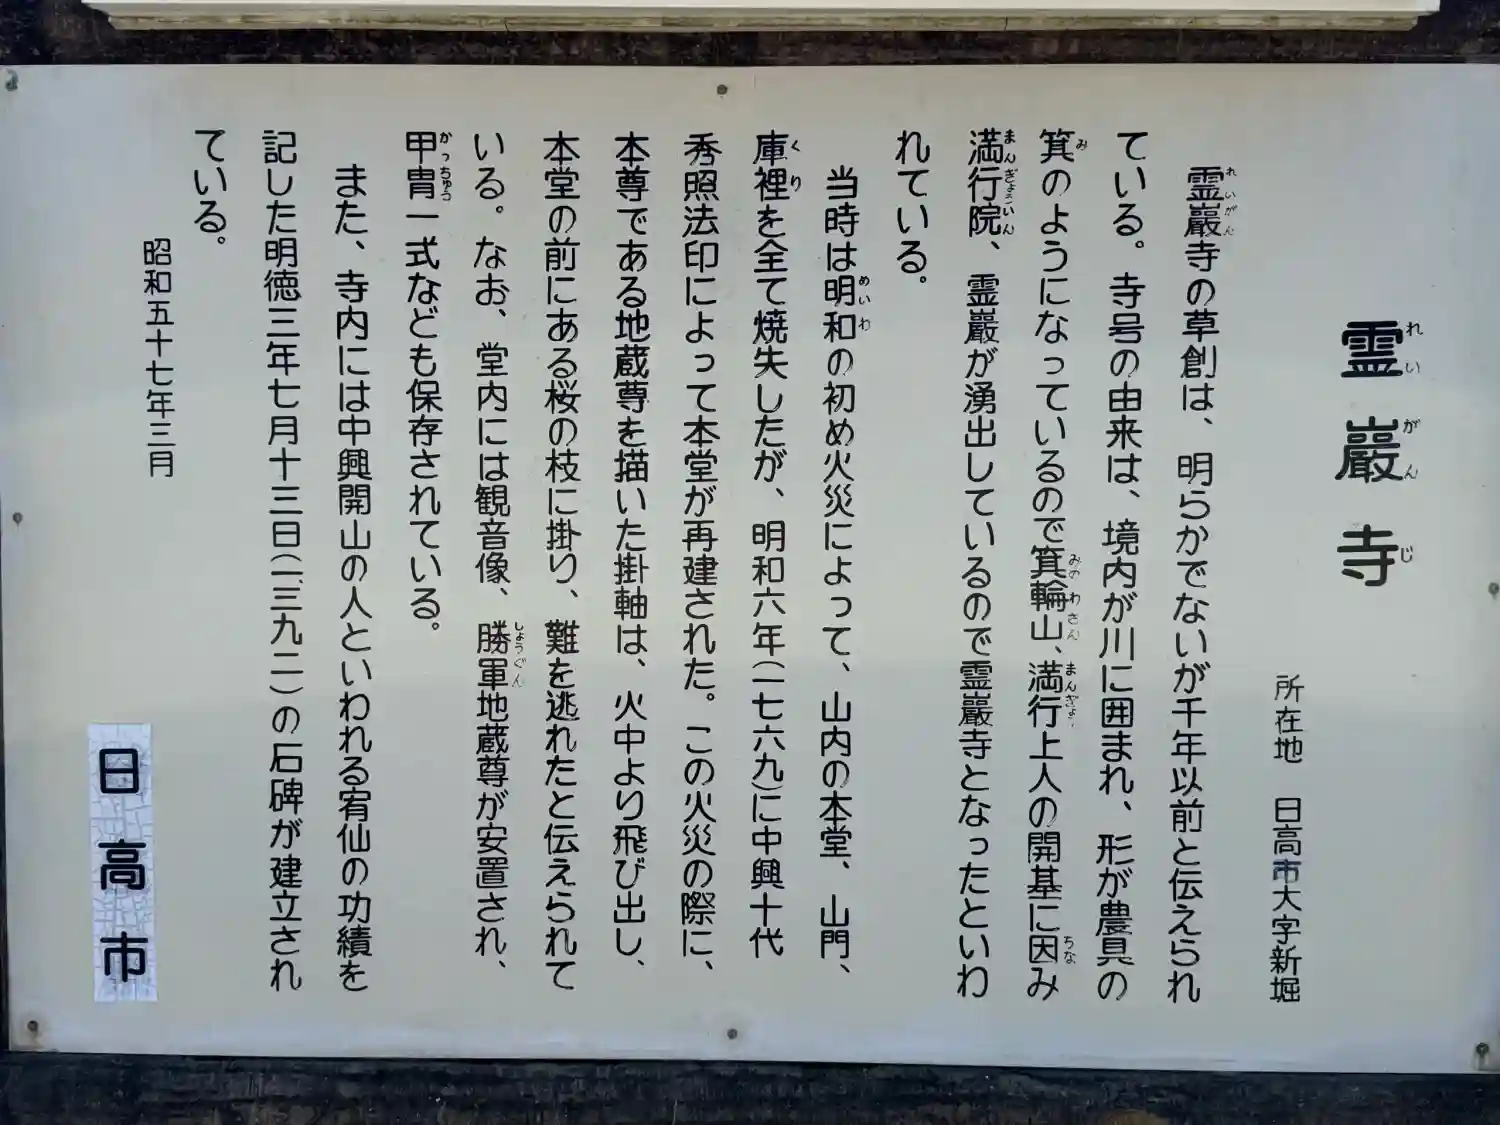 霊巖寺
所在地　日高市大字新堀
霊巖寺の草創は、明らかでないが千年以前と伝えられ
ている。寺号の由来は、境内が川に囲まれ、形が農具の
箕のようになっているので箕輪山、満行上人の開基に因み
満行院、霊巖が湧出しているので霊巖寺となったといわ
れている。
当時は明和の初め火災によって、山内の本堂、山門、
庫裡を全て焼失したが、明和六年(一七六九)に中興十代
秀照法印によって本堂が再建された。この火災の際に、
本尊である地蔵尊を描いた掛軸は、火中より飛び出し、
本堂の前にある桜の枝に掛り、難を逃れたと伝えられて
いる。なお、堂内には観音像、勝軍地蔵尊が安置され、
甲冑一式なども保存されている。
また、寺内には中興開山の人といわれる宥仙の功績を
記した明徳三年七月十三日(一三九二)の石碑が建立され
ている。
昭和五十七年三月
日高市